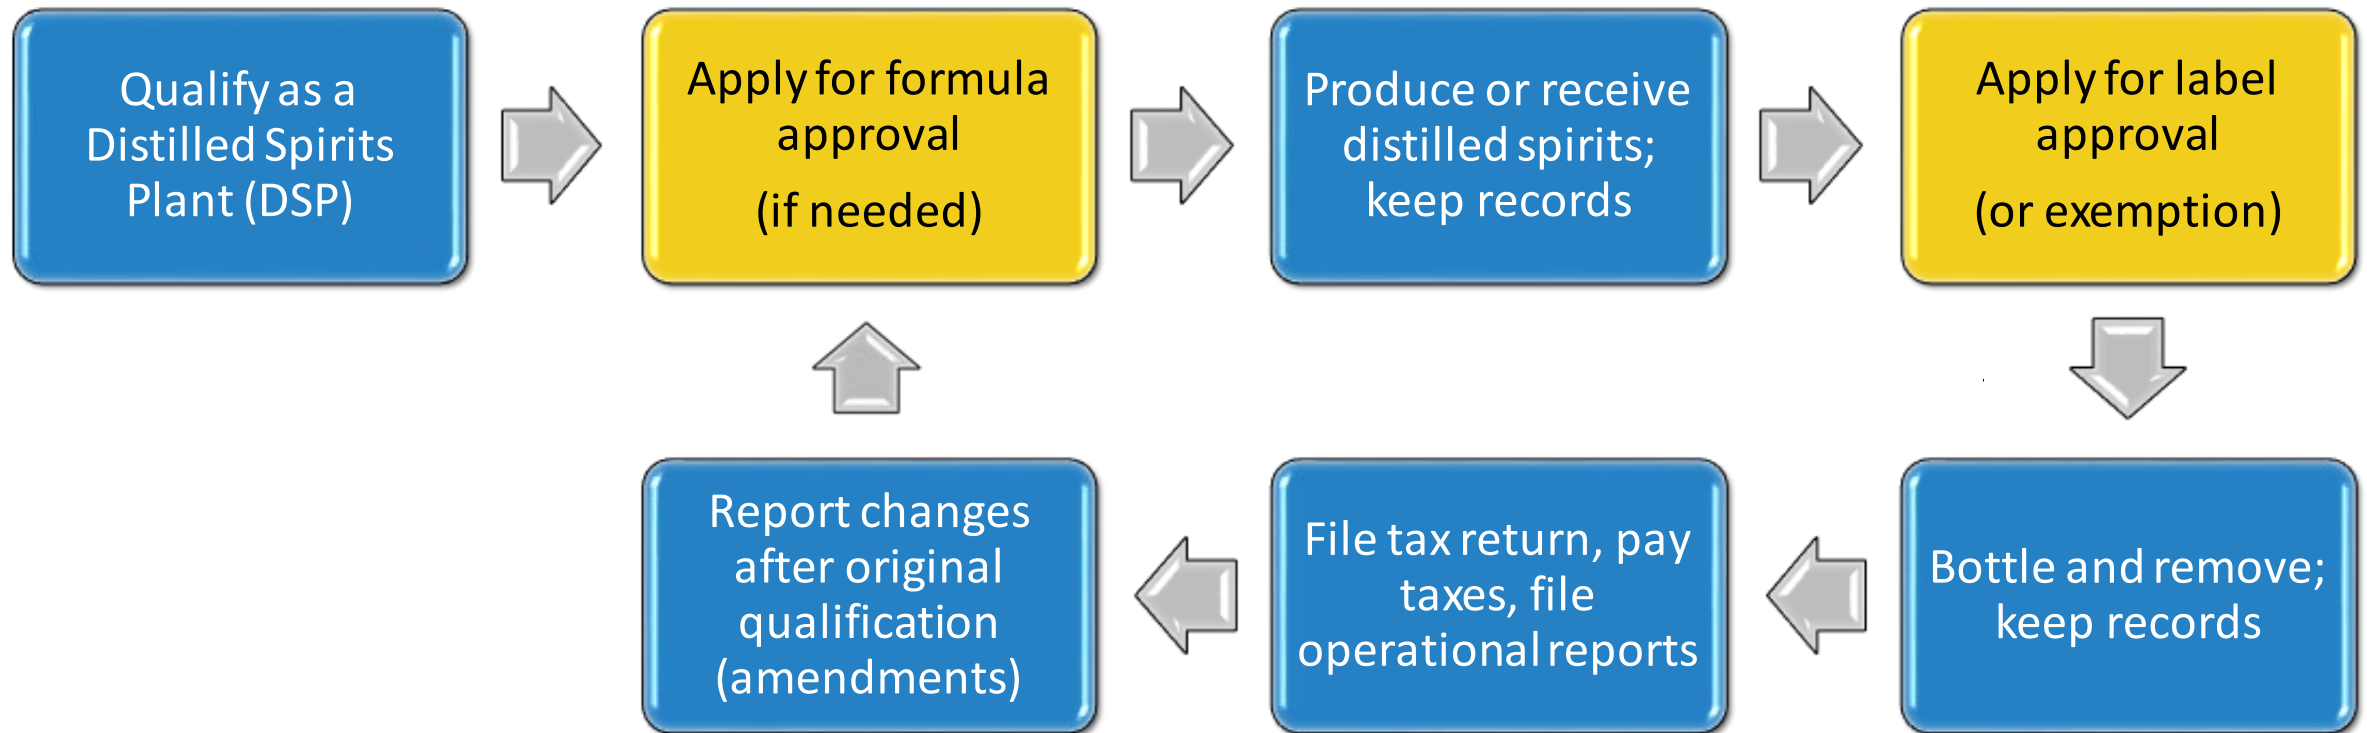 Qualify as a
Distilled Spirits
Plant (DSP)
Apply for formula
approval
(if needed)
Produce or receive
distilled spirits;
keep records
Apply for label
approval
(or exemption)
Bottle and remove;
keep records
File tax return, pay
taxes, file
operational reports
Report changes
after original
qualification
(amendments)